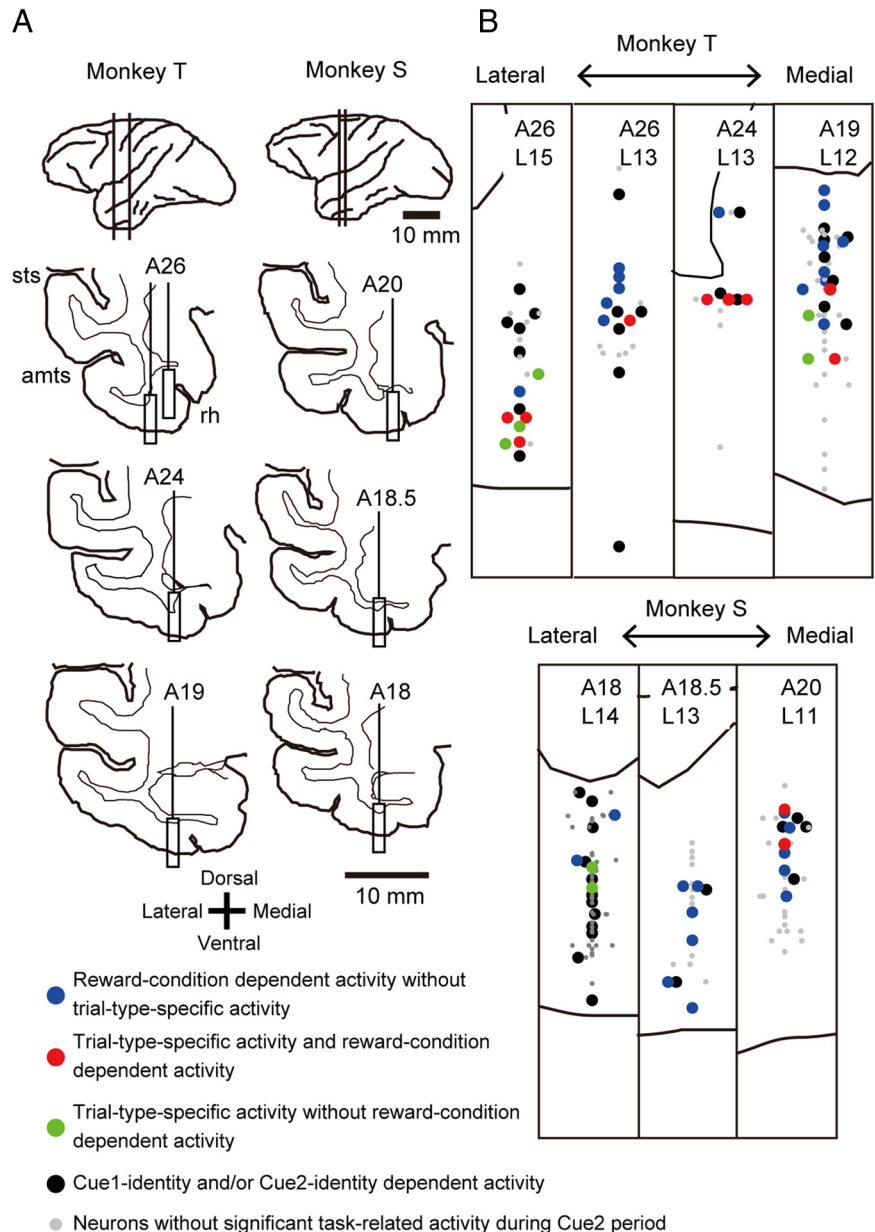 A
B
Monkey T
Monkey S
10 mm
sts
A26
A20
amts
rh
A24
A18.5
A19
A18
Dorsal
Lateral
Medial
Ventral
10 mm
Monkey T
Lateral
Medial
A26
L15
A26
L13
A24
L13
A19
L12
Monkey S
Lateral
Medial
A18
L14
A18.5
L13
A20
L11
Reward-condition dependent activity without
trial-type-specific activity
Trial-type-specific activity and reward-condition
dependent activity
Trial-type-specific activity without reward-condition
dependent activity
Cue1-identity and/or Cue2-identity dependent activity
Neurons without significant task-related activity during Cue2 period